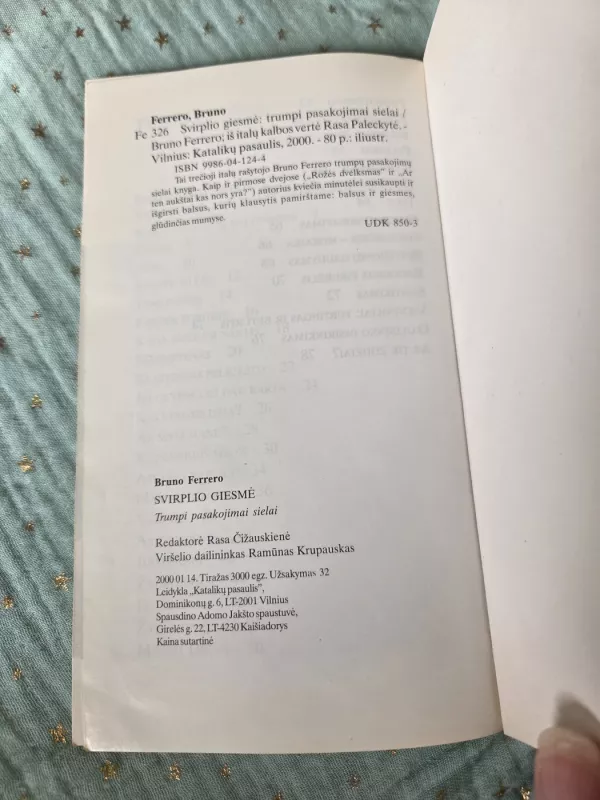 Ferrero, Bruno
Fe 326 Svirplio giesmė: trumpi pasakojimai sielai /
Bruno Ferrero; iš italų kalbos vertė Rasa Paleckytė. -
Vilnius: Katalikų pasaulis, 2000. - 80 p.: iliustr.
ISBN 9986-04-124-4
Tai trečioji italų rašytojo Bruno Ferrero trumpų pasakojimų
sielai knyga. Kaip ir pirmose dvejose („Rožės dvelksmas" ir „Ar
ten aukštai kas nors yra?") autorius kviečia minutėlei susikaupti ir
išgirsti balsus, kurių klausytis pamirštame: balsus ir giesmes,
glūdinčias mumyse.
UDK 850-3
Bruno Ferrero
SVIRPLIO GIESMĖ
Trumpi pasakojimai sielai
Redaktorė Rasa Čižauskienė
Viršelio dailininkas Ramūnas Krupauskas
2000 01 14. Tiražas 3000 egz. Užsakymas 32
Leidykla „Katalikų pasaulis",
Dominikonų g. 6, LT-2001 Vilnius
Spausdino Adomo Jakšto spaustuvė,
Girelės g. 22, LT-4230 Kaišiadorys
Kaina sutartinė